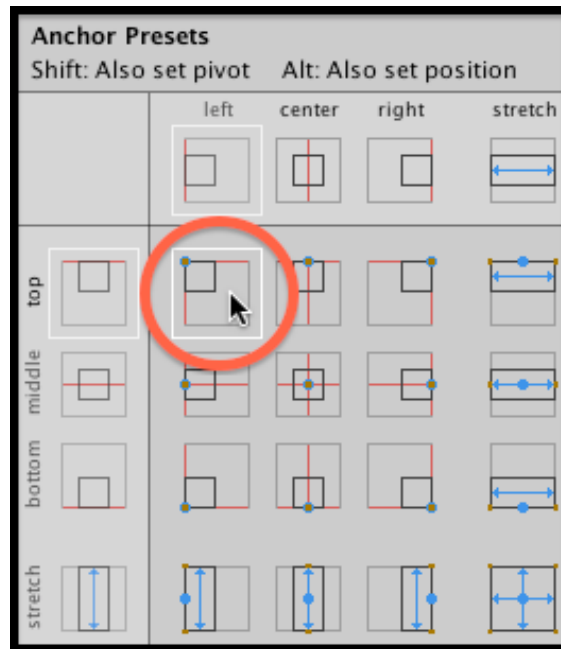 Anchor Presets
Shift: Also set pivot Alt: Also set position
left center right stretch
top
middle
bottom
stretch